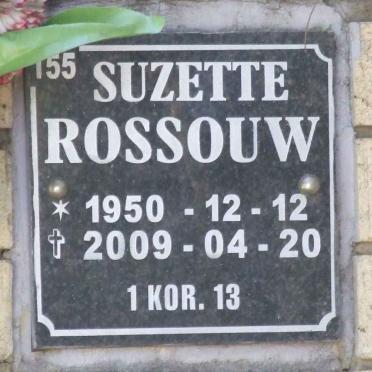 155
SUZETTE
ROSSOUW
* 1950 - 12 - 12
✝ 2009 - 04 - 20
1 KOR. 13